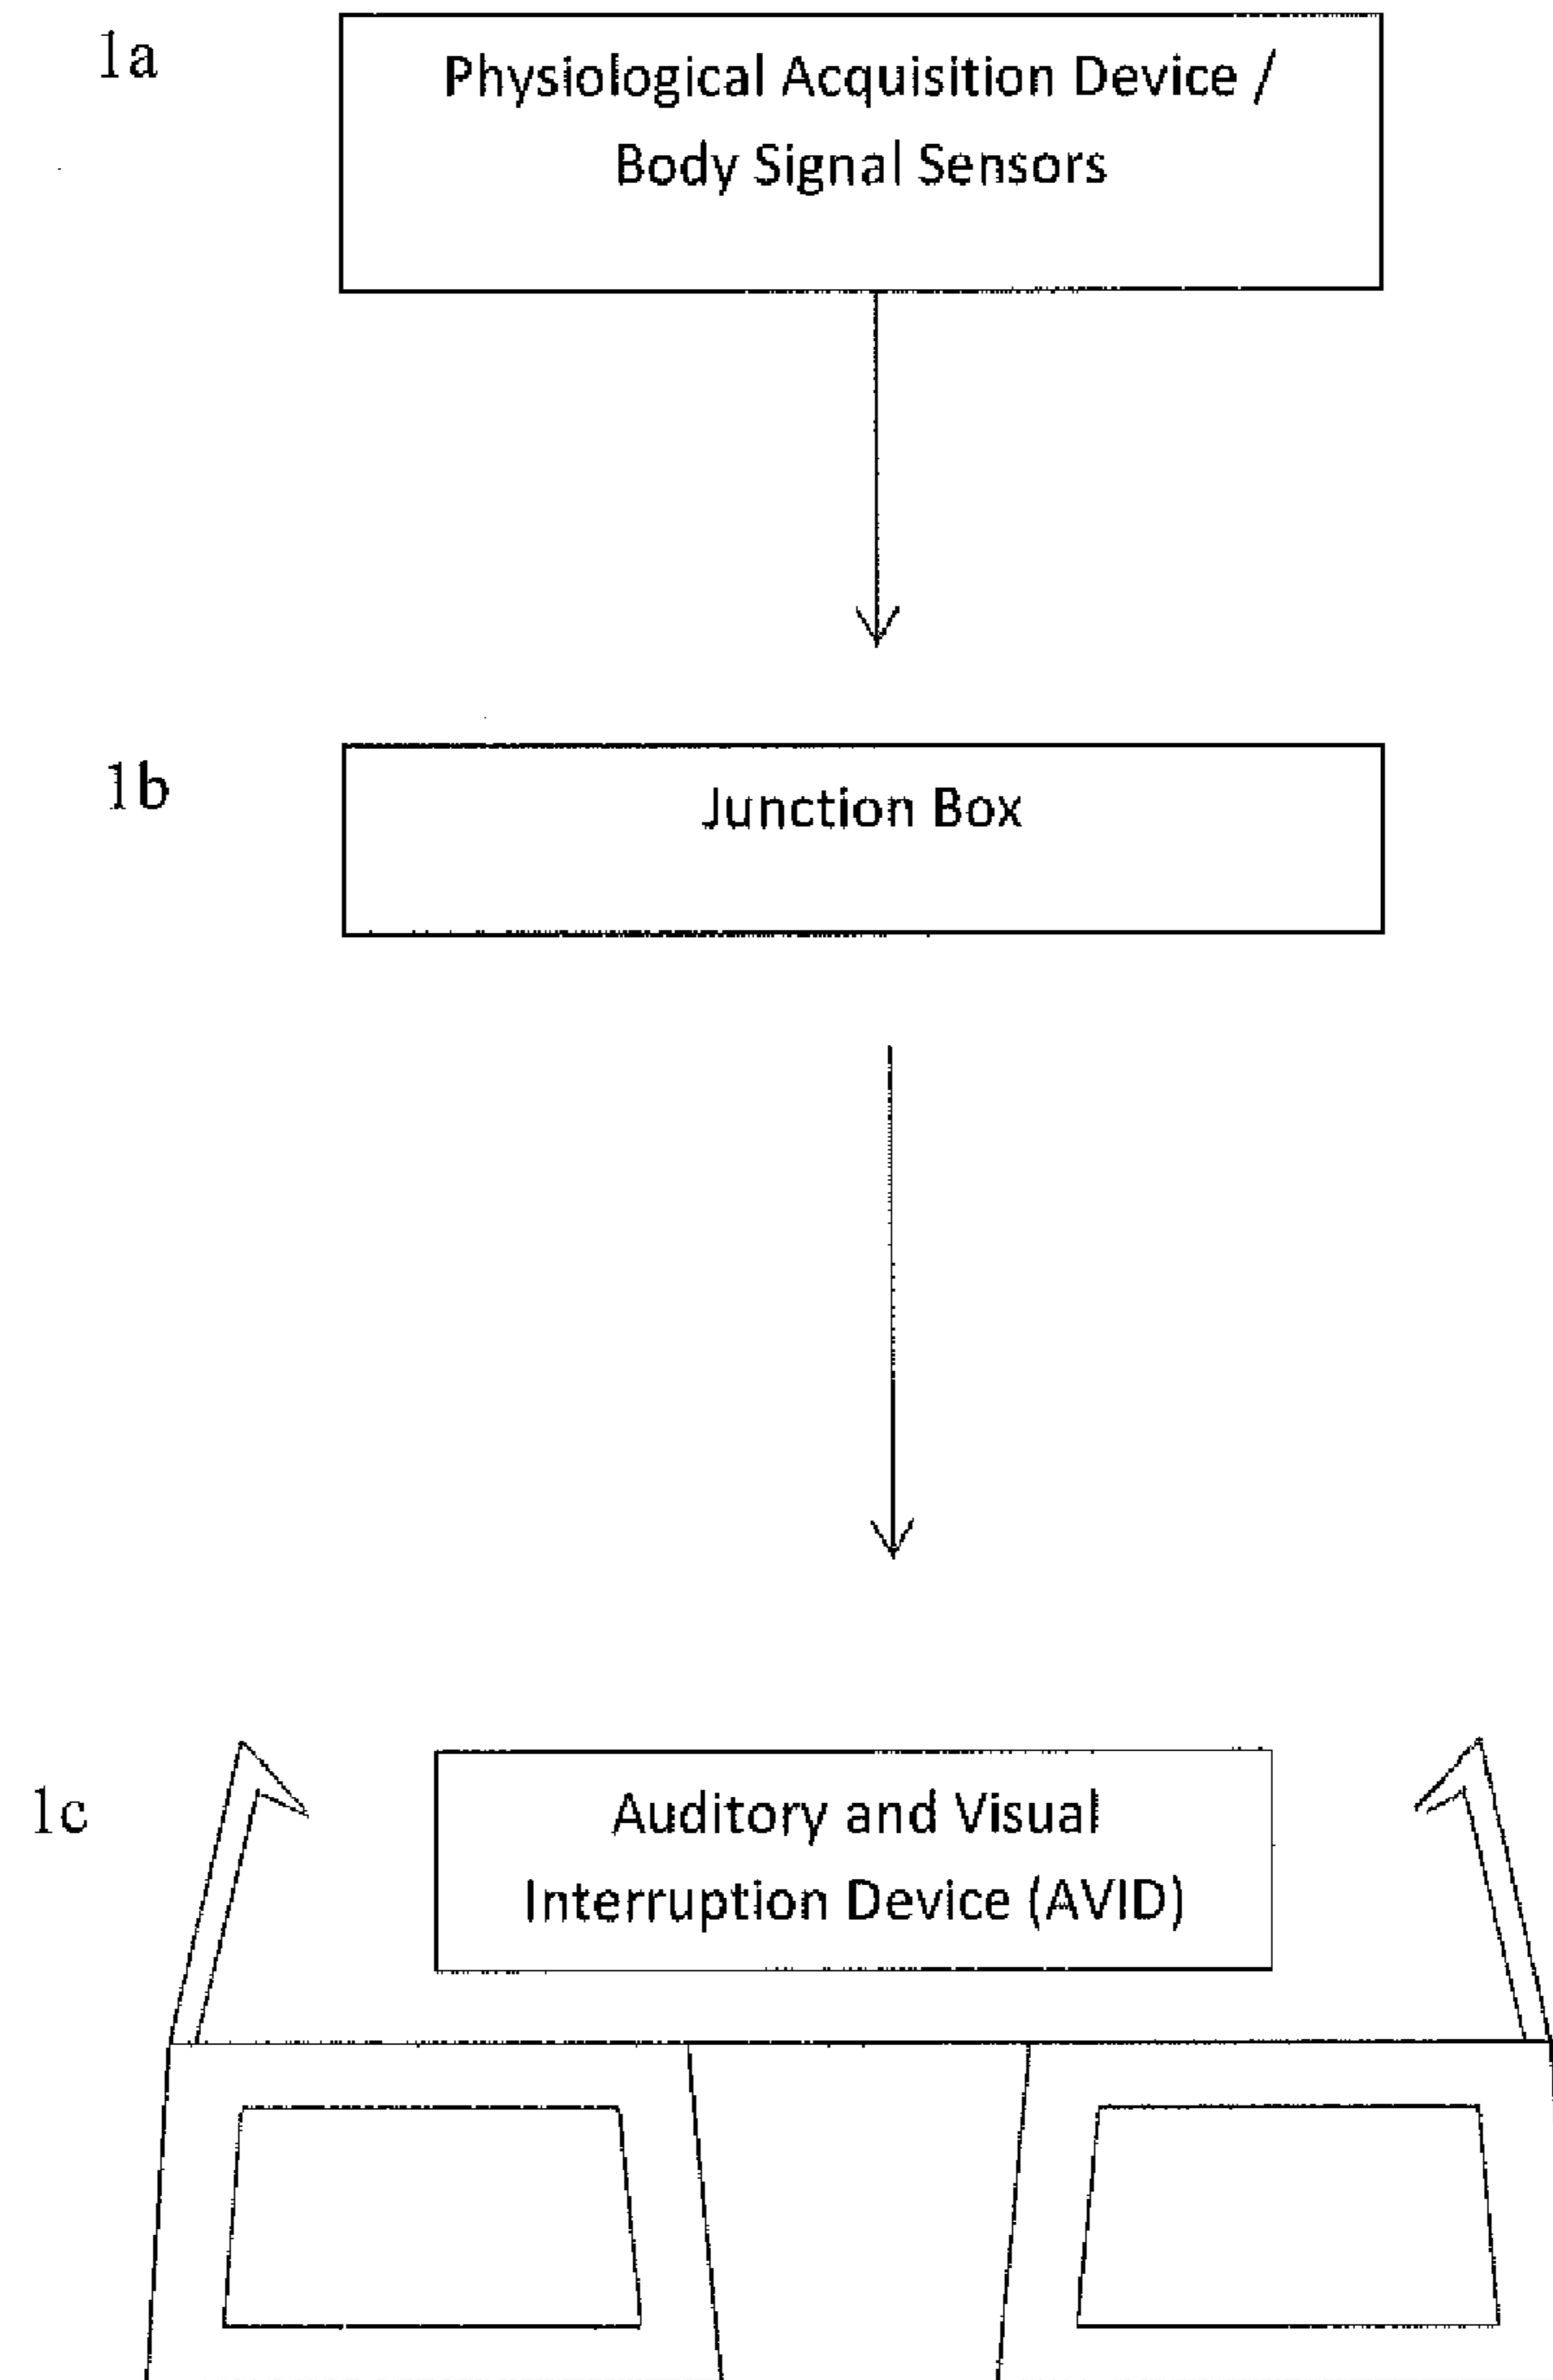 1a
Physiological Acquisition Device /
Body Signal Sensors
1b
Junction Box
1c
Auditory and Visual
Interruption Device (AVID)